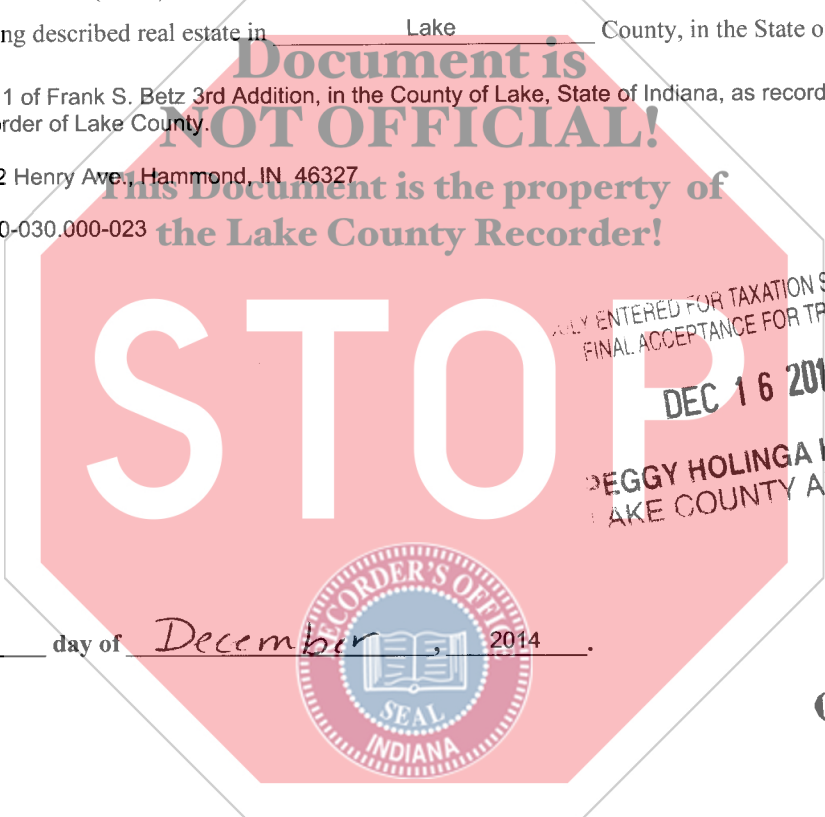 ng described real estate in Lake County, in the State o
Document is
1 of Frank S. Betz 3rd Addition, in the County of Lake, State of Indiana, as record
rder of Lake County.
NOT OFFICIAL!
2 Henry Ave., Hammond, IN 46327
This Document is the property of
0-030.000-023
the Lake County Recorder!
ENTERED FOR TAXATION S
FINAL ACCEPTANCE FOR TR
STOP
DEC 16 201
PEGGY HOLINGA
LAKE COUNTY A
RECORDER'S OFFIC
day of December, 2014.
SEAL
INDIANA